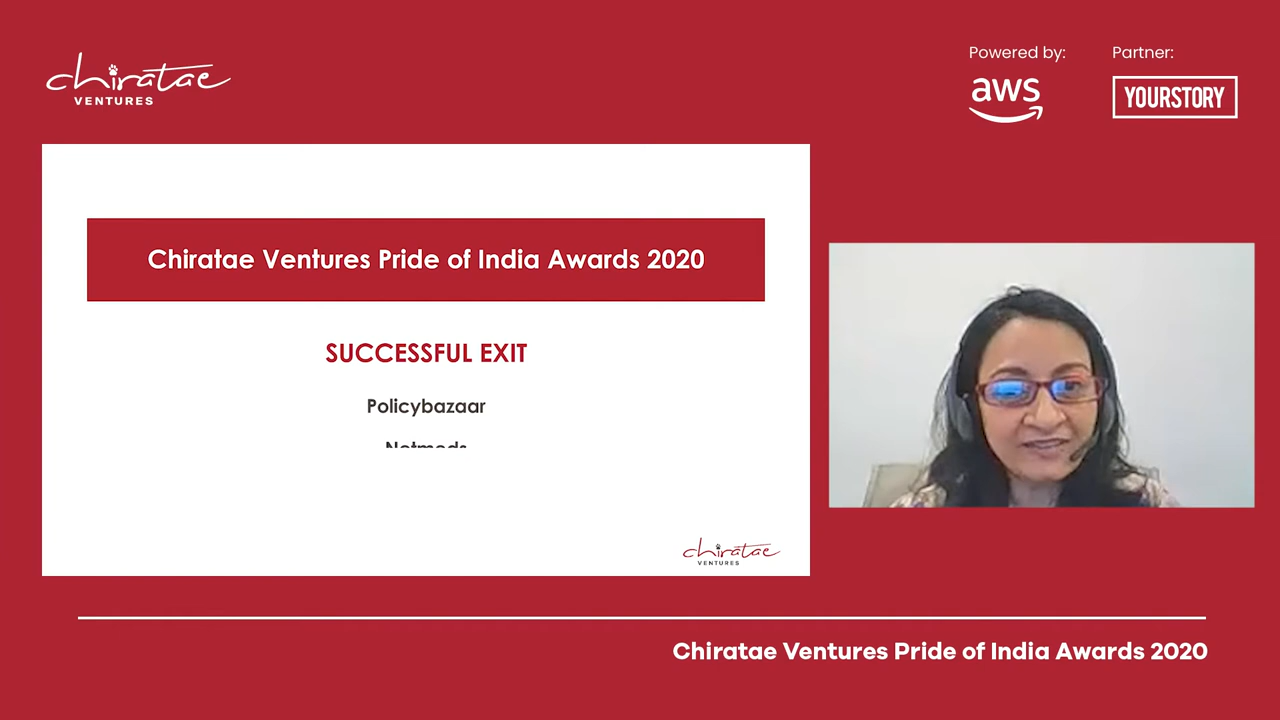 chiratae
VENTURES
Powered by:
aws
Partner:
YOURSTORY
Chiratae Ventures Pride of India Awards 2020
SUCCESSFUL EXIT
Policybazaar
Netmeds
chiratae
VENTURES
Chiratae Ventures Pride of India Awards 2020